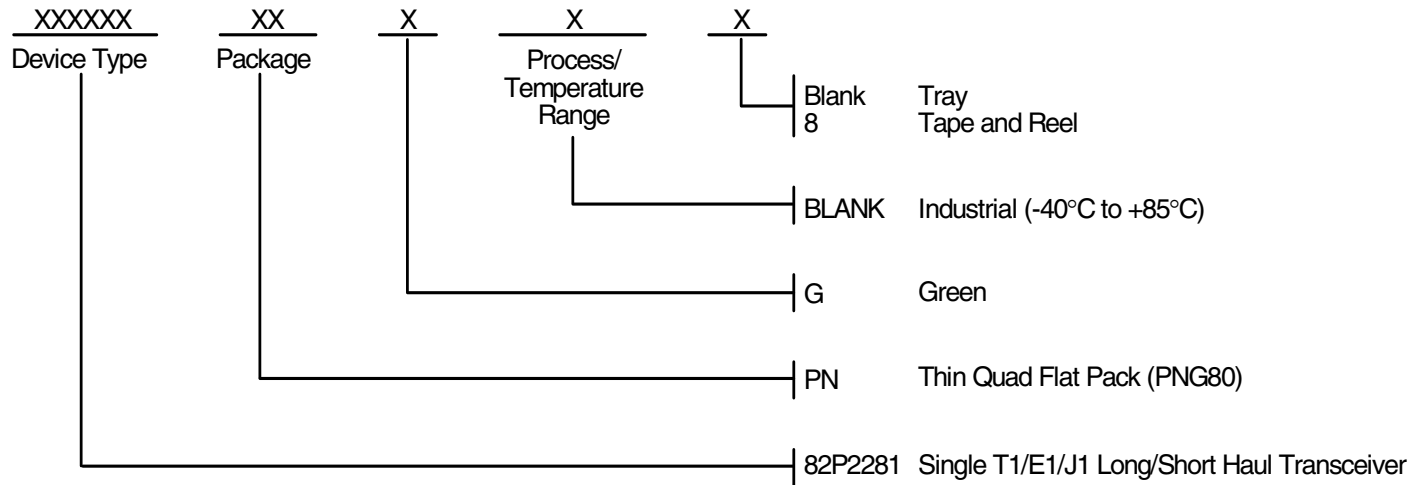 XXXXXX XX X X X
Device Type Package Process/
Temperature
Range
Blank Tray
8 Tape and Reel
BLANK Industrial (-40°C to +85°C)
G Green
PN Thin Quad Flat Pack (PNG80)
82P2281 Single T1/E1/J1 Long/Short Haul Transceiver